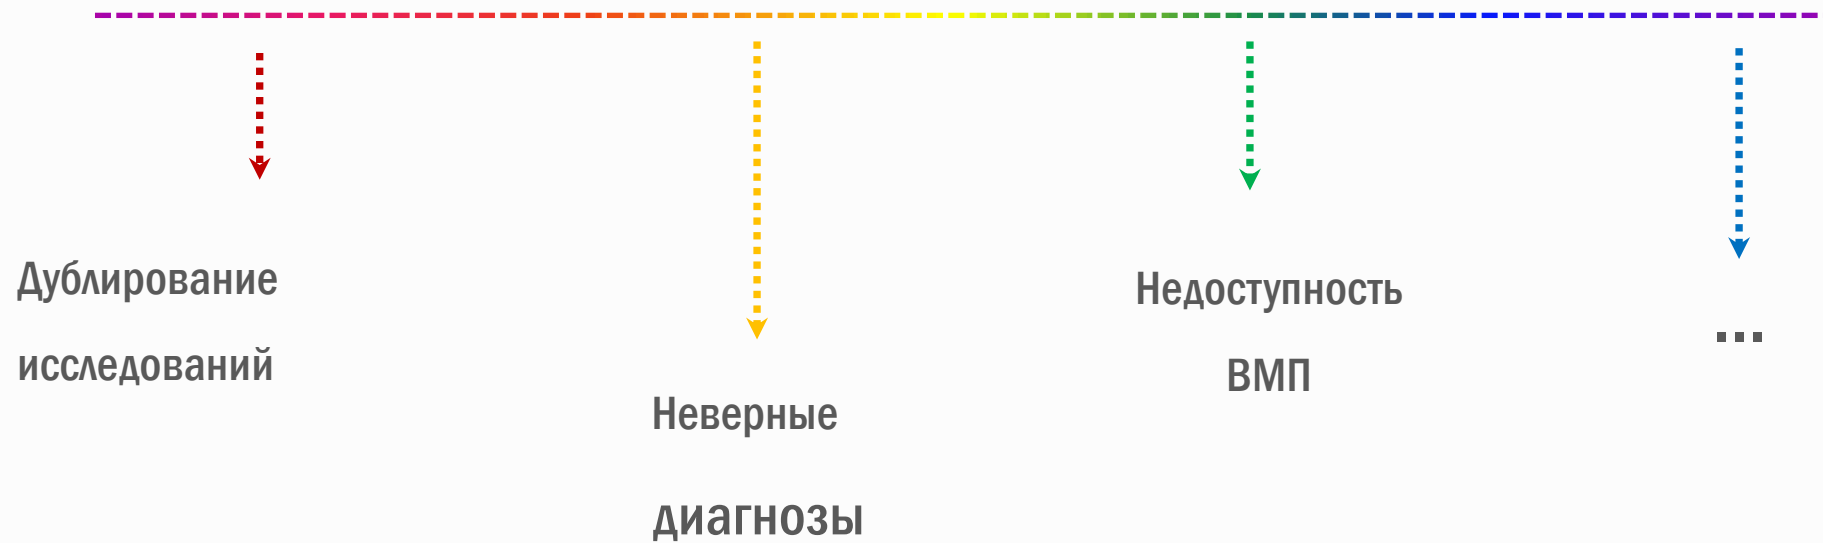 Дублирование
исследований
Неверные
диагнозы
Недоступность
ВМП
...